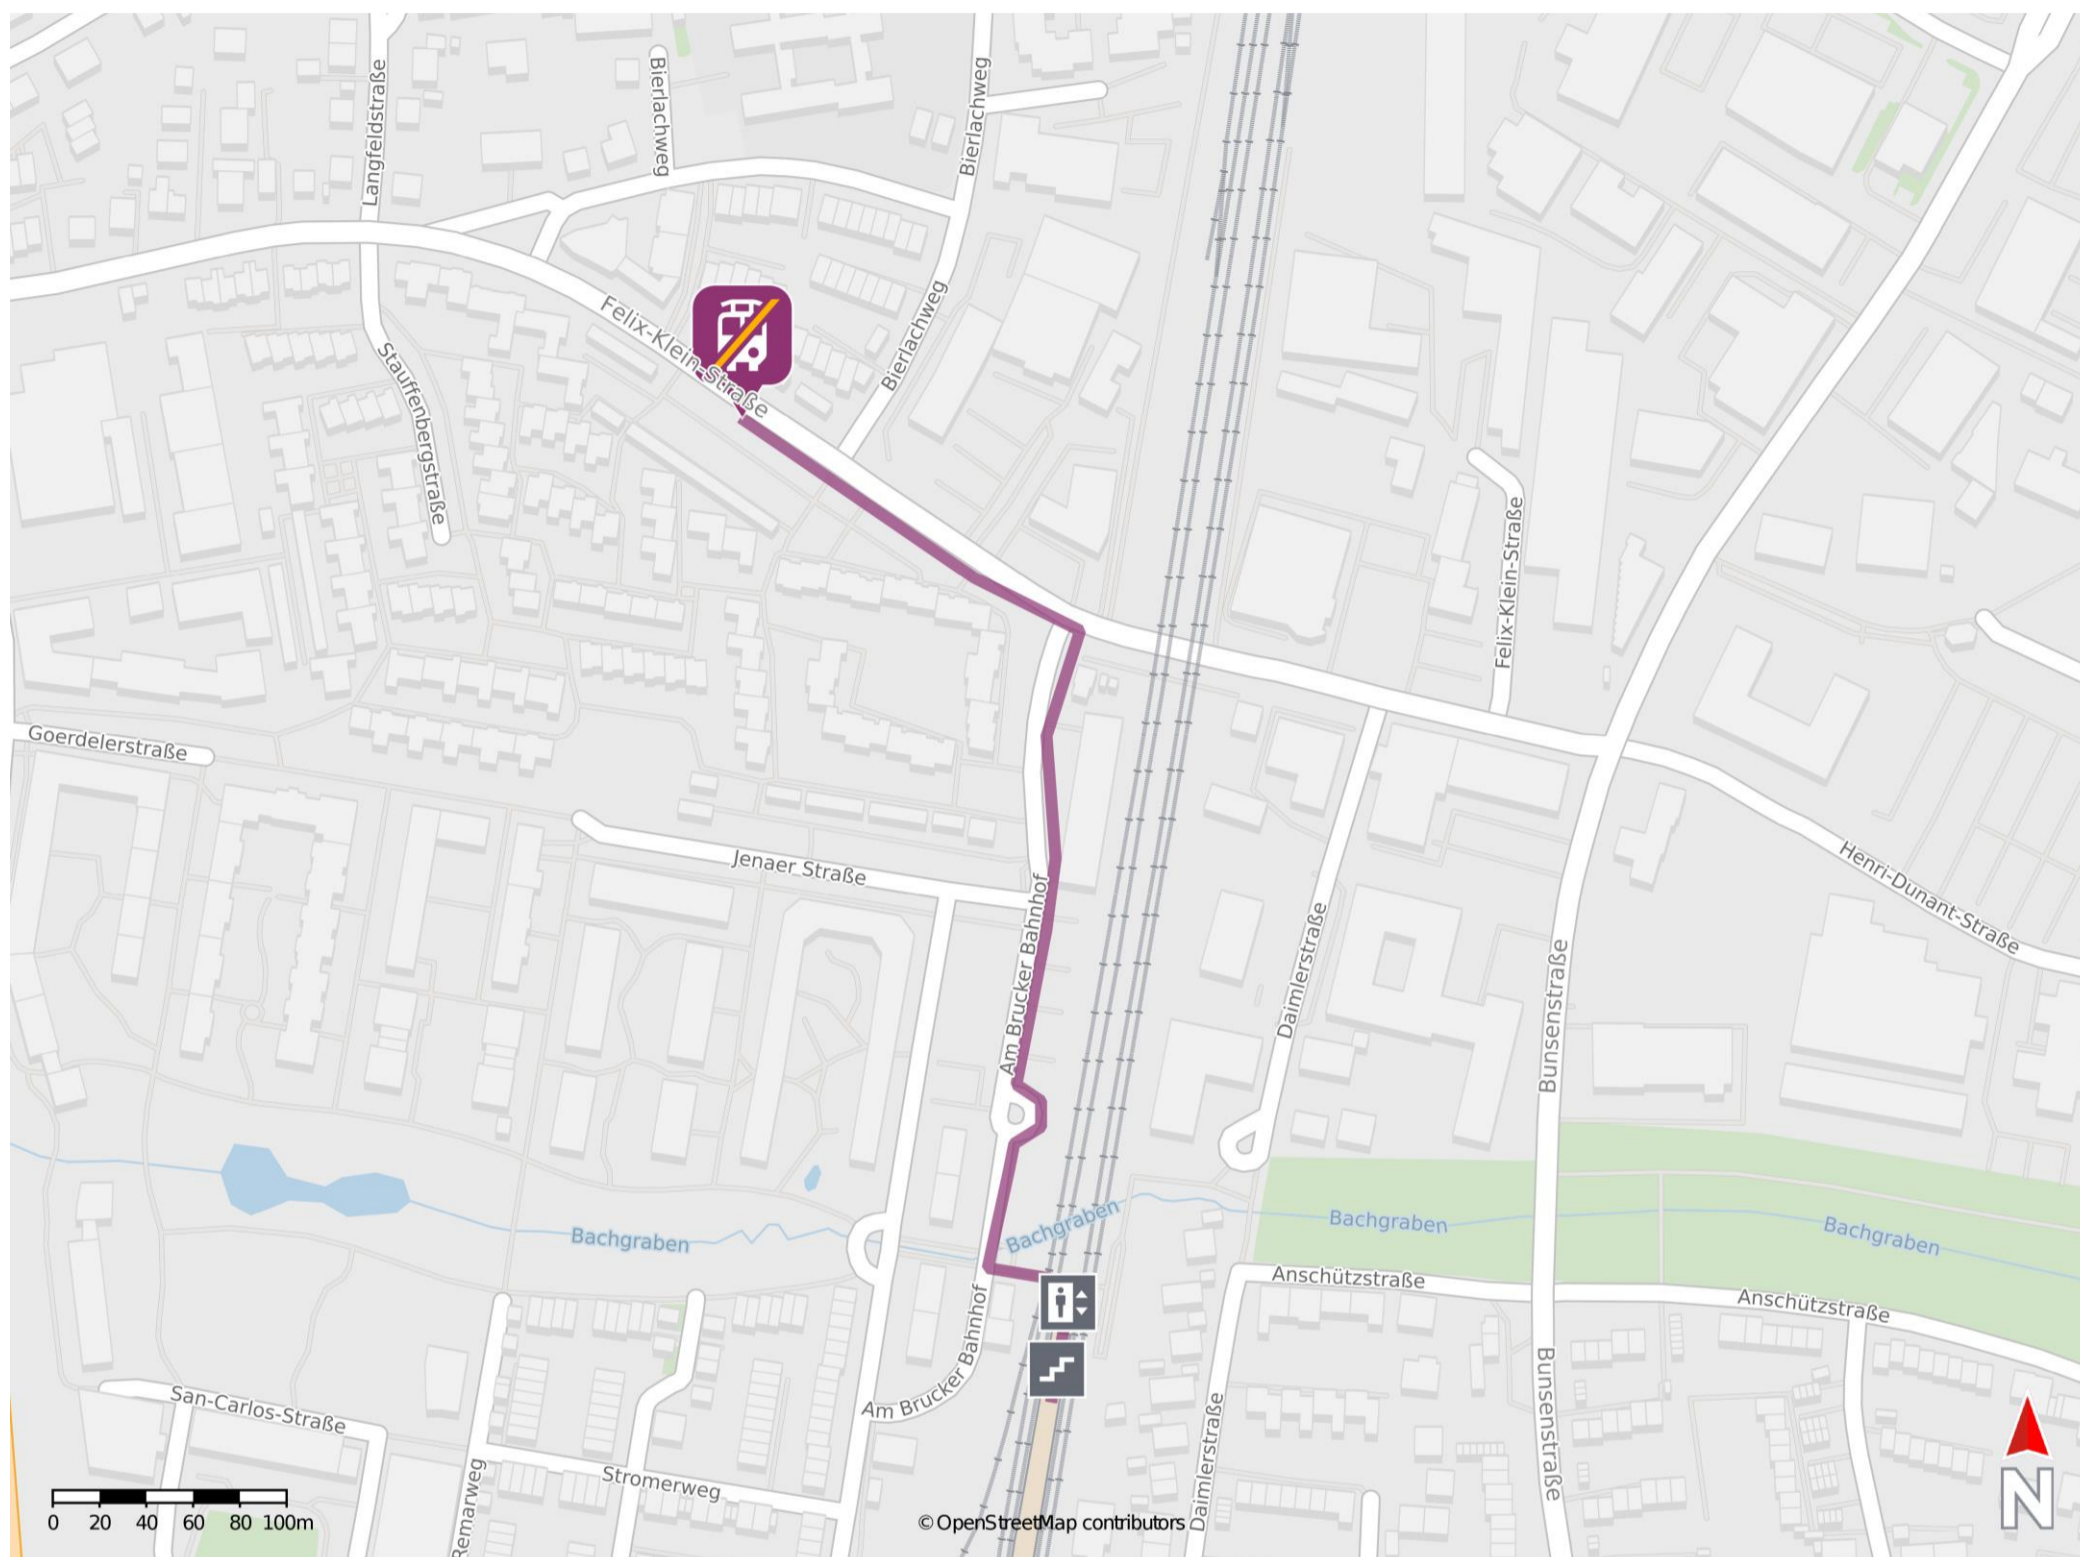 Langfeldstraße
Bierlachweg
Bierlachweg
Bierlachweg
Felix-Klein-Straße
Stauffenbergstraße
Felix-Klein-Straße
Goerdelerstraße
Jenaer Straße
Am Brucker Bahnhof
Daimlerstraße
Bunsenstraße
Henri-Dunant-Straße
Bachgraben
Bachgraben
Bachgraben
Bachgraben
Anschützstraße
Anschützstraße
Am Brucker Bahnhof
San-Carlos-Straße
Stromerweg
Remarweg
Daimlerstraße
Bunsenstraße
N
0 20 40 60 80 100m
© OpenStreetMap contributors